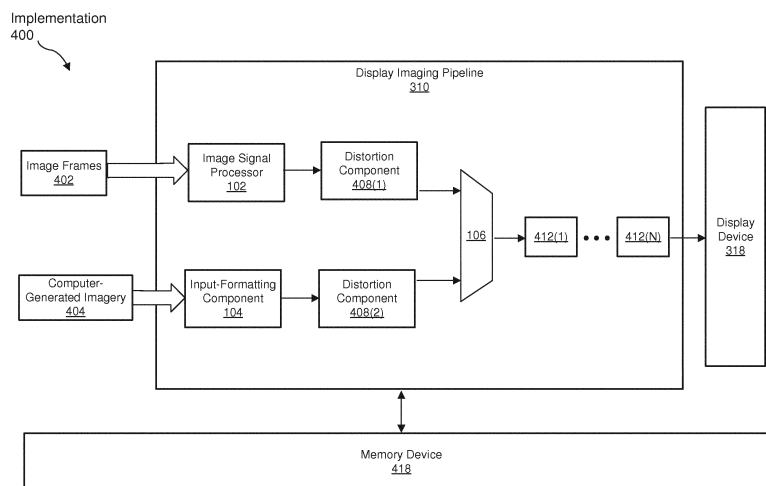 Implementation
400
Display Imaging Pipeline
310
Image Frames
402
Image Signal
Processor
102
Distortion
Component
408(1)
106
412(1)
412(N)
Display
Device
318
Computer-
Generated Imagery
404
Input-Formatting
Component
104
Distortion
Component
408(2)
Memory Device
418